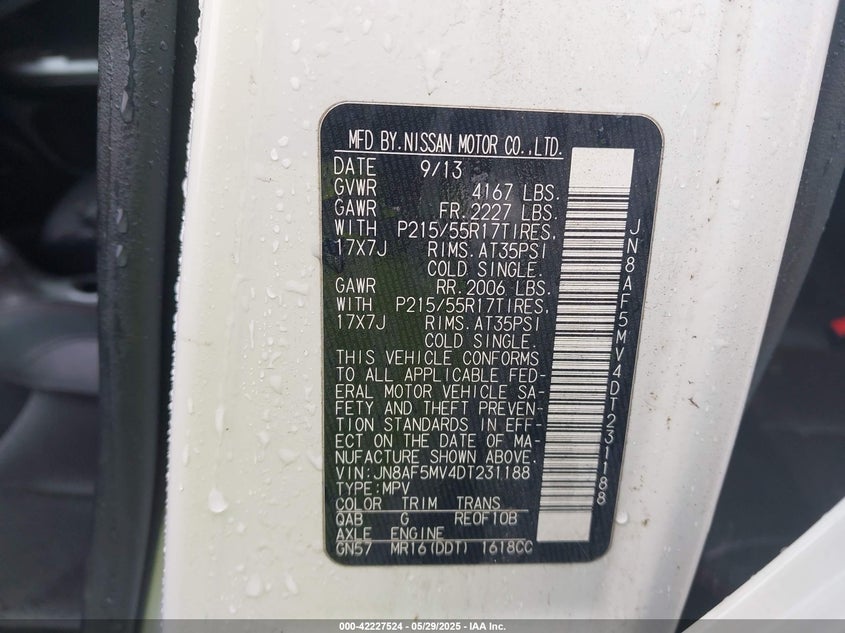 MFD BY.NISSAN MOTOR CO.,LTD.
DATE 9/13
GVWR 4167 LBS.
GAWR FR.2227 LBS.
WITH P215/55R17TIRES,
17X7J RIMS.AT35PSI
COLD SINGLE.
GAWR RR.2006 LBS.
WITH P215/55R17TIRES,
17X7J RIMS.AT35PSI
COLD SINGLE.
THIS VEHICLE CONFORMS
TO ALL APPLICABLE FED-
ERAL MOTOR VEHICLE SA-
FETY AND THEFT PREVEN-
TION STANDARDS IN EFF-
ECT ON THE DATE OF MA-
NUFACTURE SHOWN ABOVE.
VIN:JN8AF5MV4DT231188
TYPE:MPV
COLOR TRIM TRANS
QAB G RE0F10B
AXLE ENGINE
GN57 MR16(DDT) 1618CC
JN8AF5MV4DT231188
000-42227524 | 05/29/2025 - IAA Inc.